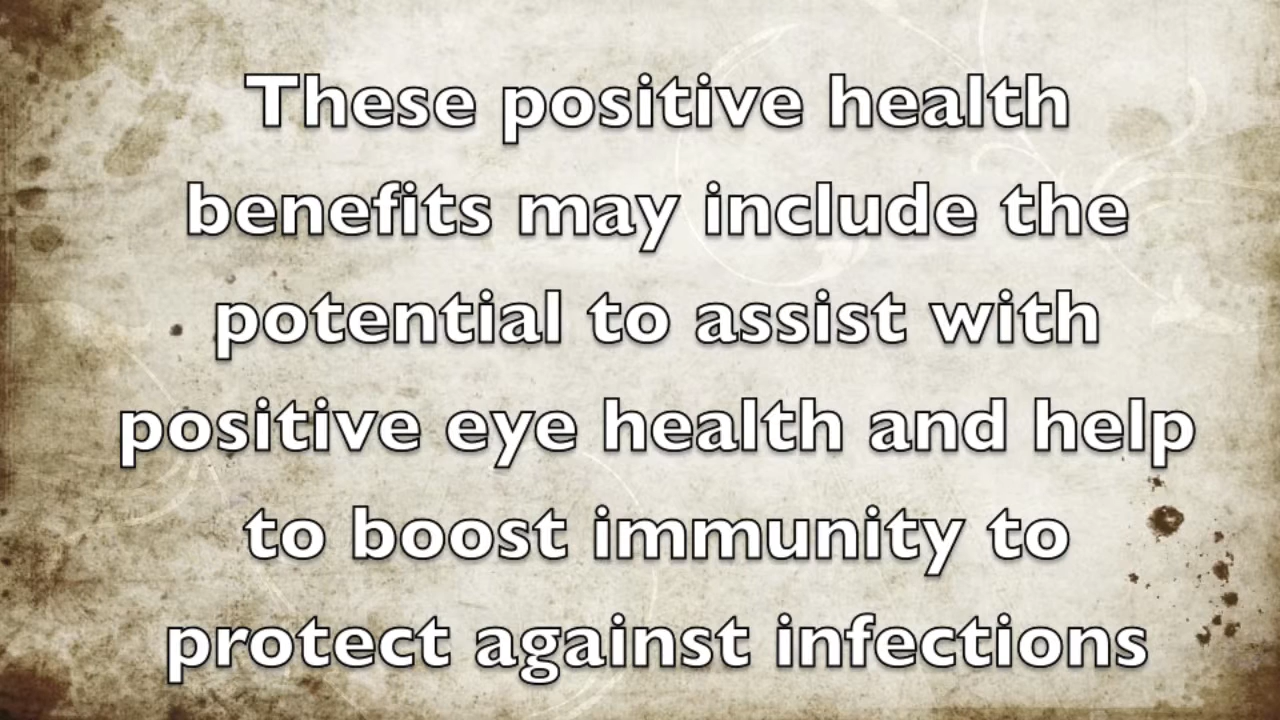 These positive health
benefits may include the
potential to assist with
positive eye health and help
to boost immunity to
protect against infections